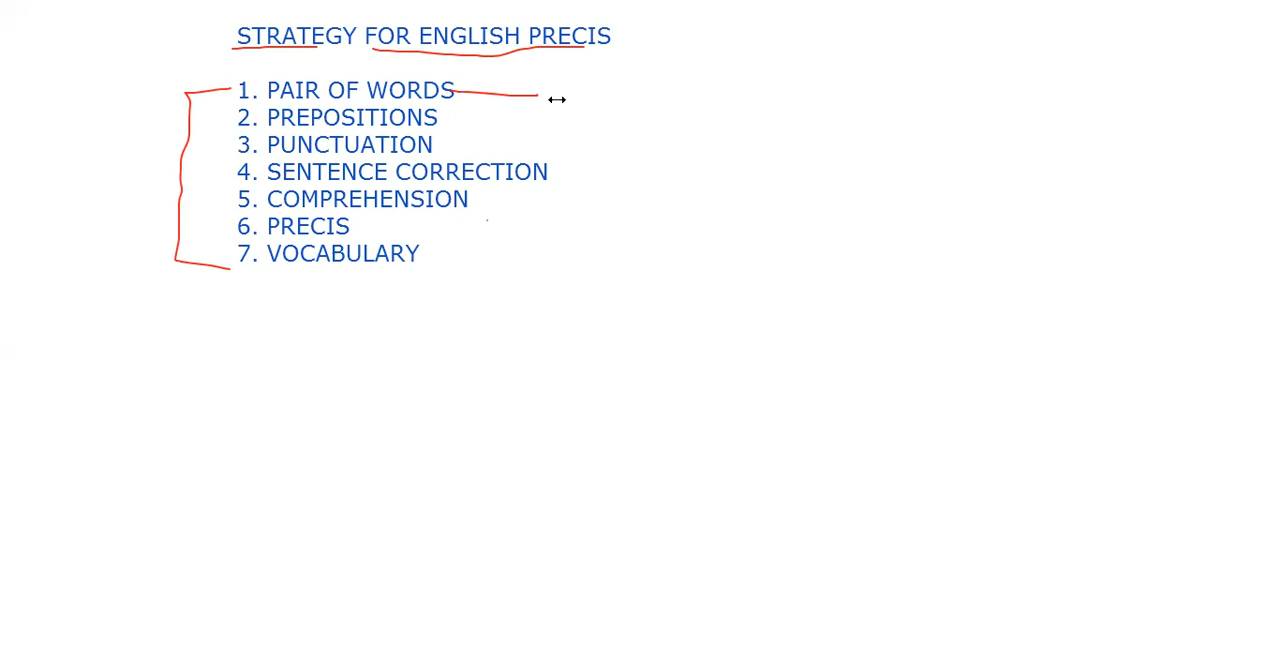 STRATEGY FOR ENGLISH PRECIS
1. PAIR OF WORDS
2. PREPOSITIONS
3. PUNCTUATION
4. SENTENCE CORRECTION
5. COMPREHENSION
6. PRECIS
7. VOCABULARY